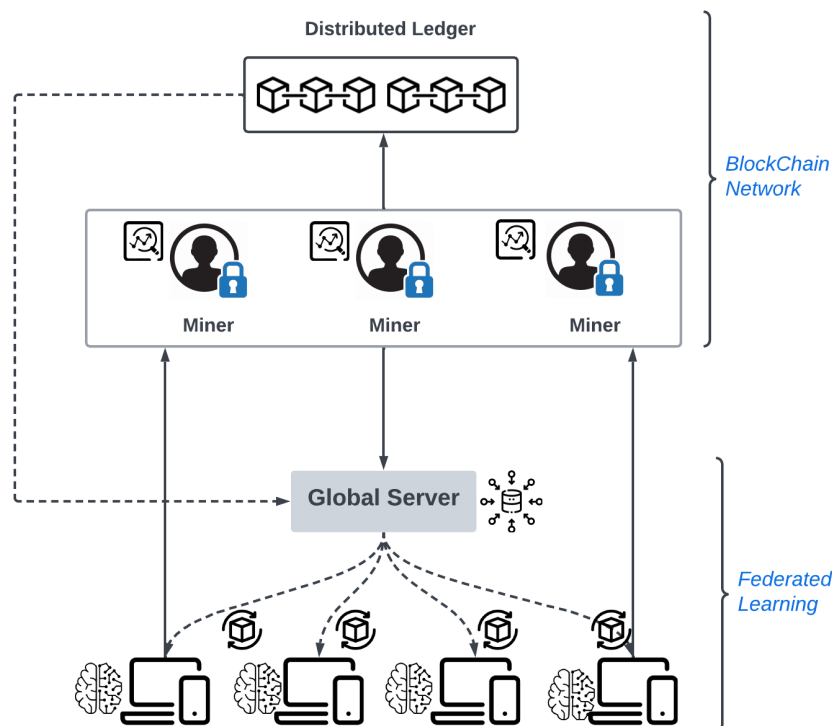 Distributed Ledger
BlockChain
Network
Miner
Miner
Miner
Global Server
Federated
Learning